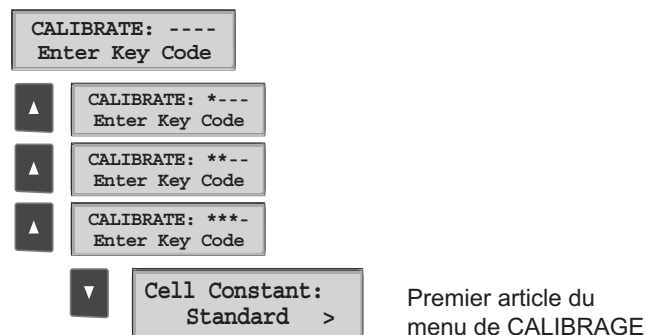 CALIBRATE: ----
Enter Key Code
CALIBRATE: *---
Enter Key Code
CALIBRATE: **--
Enter Key Code
CALIBRATE: ***-
Enter Key Code
Cell Constant:
Standard >
Premier article du
menu de CALIBRAGE